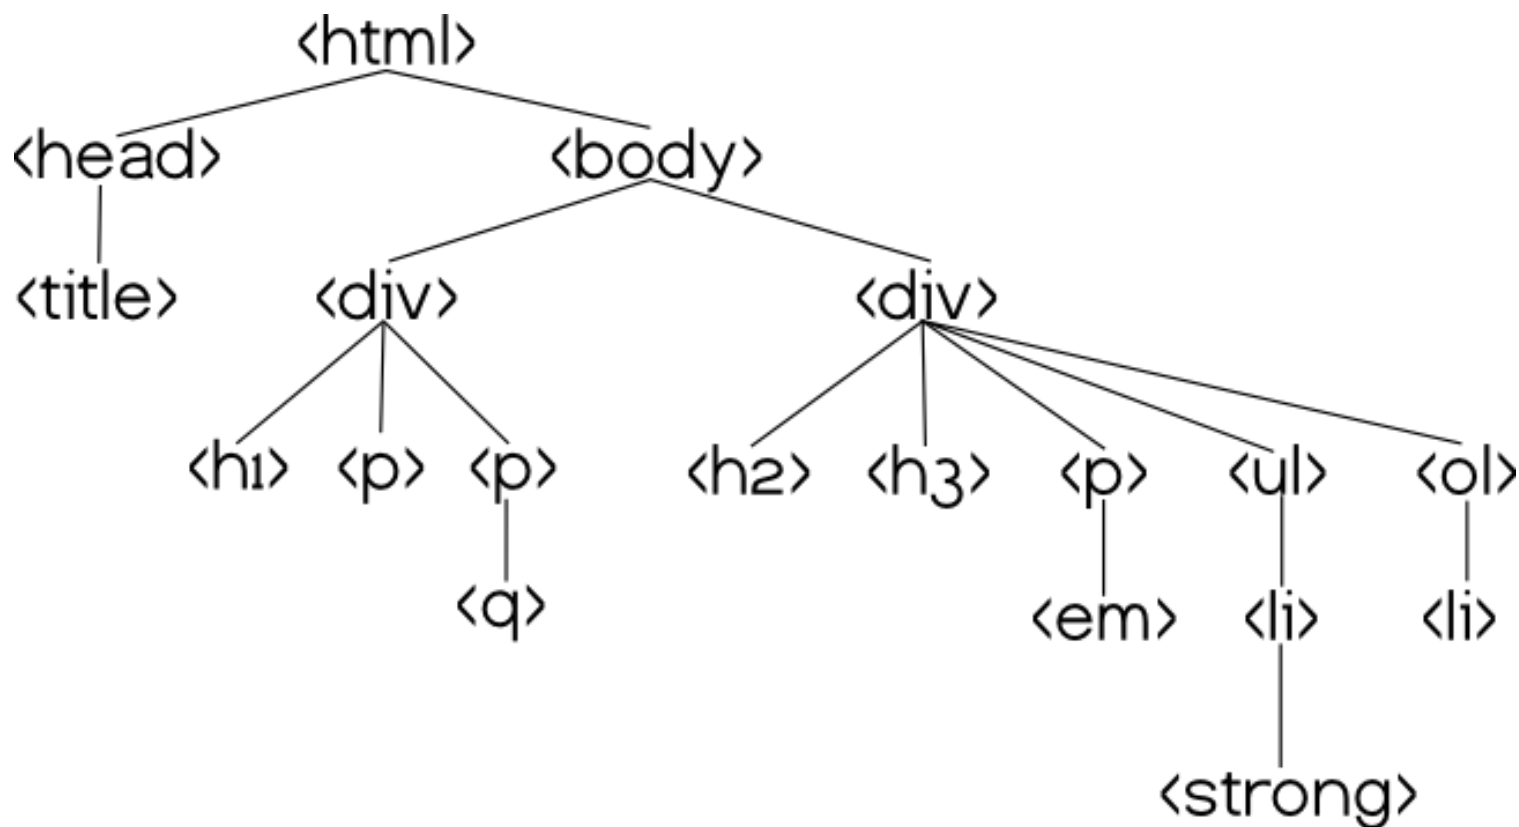 <html>
<head> <body>
<title> <div> <div>
<h1> <p> <p> <h2> <h3> <p> <ul> <ol>
<q> <em> <li> <li>
<strong>